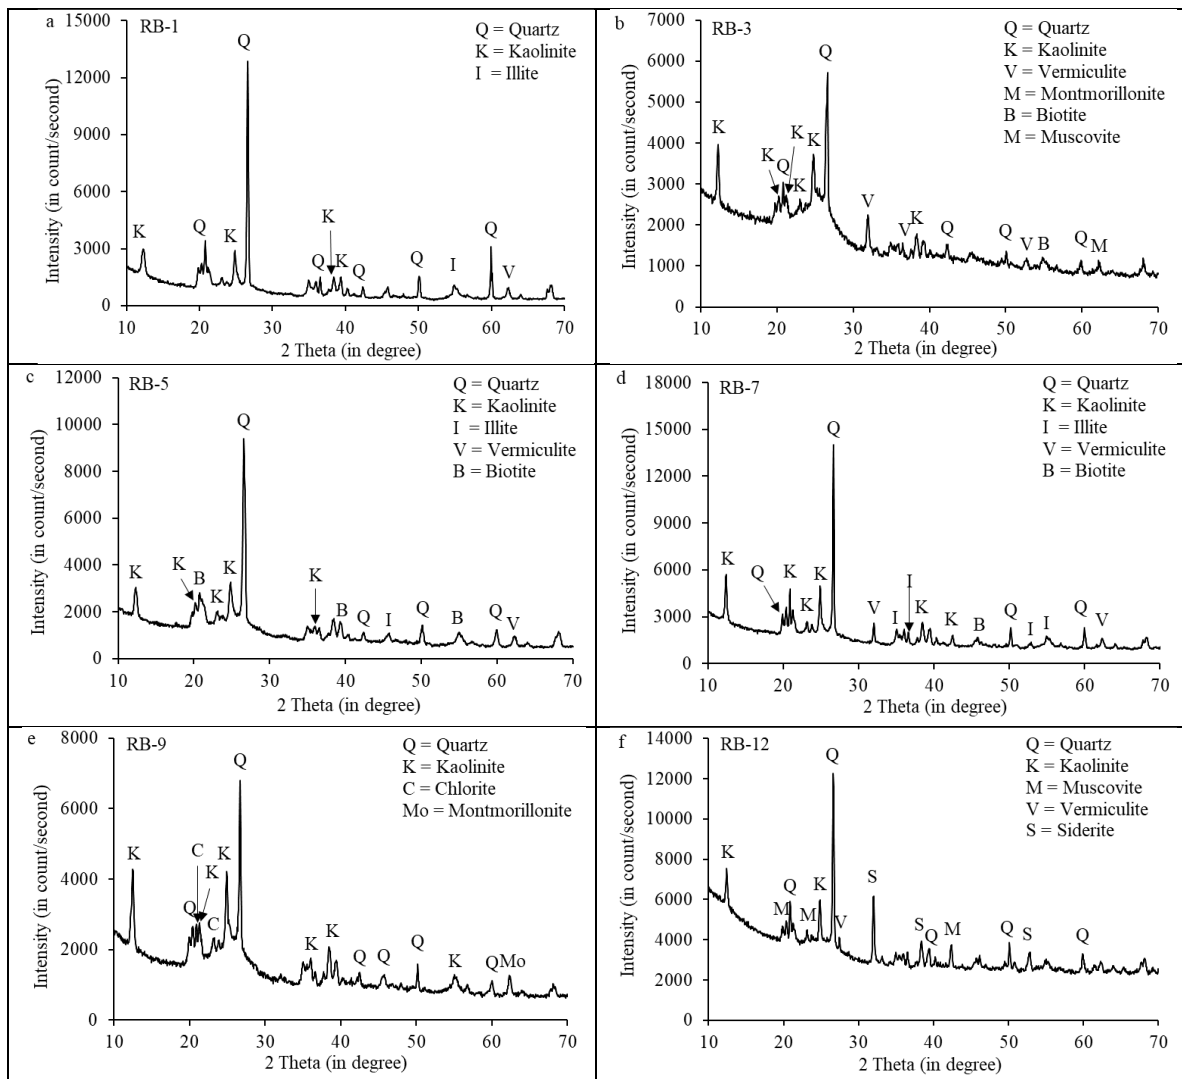 a
RB-1
Q = Quartz
K = Kaolinite
I = Illite
Intensity (in count/second)
15000
12000
9000
6000
3000
0
K
Q
K
Q
Q
K
K
Q
Q
I
Q
V
10 20 30 40 50 60 70
2 Theta (in degree)
b
RB-3
Q = Quartz
K = Kaolinite
V = Vermiculite
M = Montmorillonite
B = Biotite
M = Muscovite
Intensity (in count/second)
7000
6000
5000
4000
3000
2000
1000
0
K
K
Q
K
K
K
Q
V
V
K
Q
Q
V
B
Q
M
10 20 30 40 50 60 70
2 Theta (in degree)
c
RB-5
Q = Quartz
K = Kaolinite
I = Illite
V = Vermiculite
B = Biotite
Intensity (in count/second)
12000
10000
8000
6000
4000
2000
0
K
K
B
K
K
Q
K
B
Q
I
Q
B
Q
V
10 20 30 40 50 60 70
2 Theta (in degree)
d
RB-7
Q = Quartz
K = Kaolinite
I = Illite
V = Vermiculite
B = Biotite
Intensity (in count/second)
18000
15000
12000
9000
6000
3000
0
K
Q
K
K
K
Q
V
I
I
K
K
B
Q
I
I
Q
V
10 20 30 40 50 60 70
2 Theta (in degree)
e
RB-9
Q = Quartz
K = Kaolinite
C = Chlorite
Mo = Montmorillonite
Intensity (in count/second)
8000
6000
4000
2000
0
K
Q
C
K
C
K
Q
K
K
Q
Q
Q
K
Q
Mo
10 20 30 40 50 60 70
2 Theta (in degree)
f
RB-12
Q = Quartz
K = Kaolinite
M = Muscovite
V = Vermiculite
S = Siderite
Intensity (in count/second)
14000
12000
10000
8000
6000
4000
2000
0
K
M
Q
M
K
Q
V
S
S
Q
M
Q
S
Q
10 20 30 40 50 60 70
2 Theta (in degree)